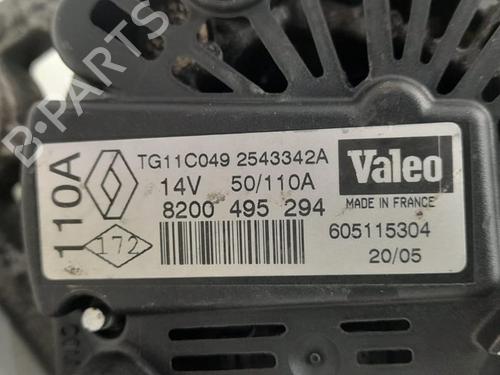 B-PARTS
110A
172
TG11C049 2543342A
14V 50/110A
8200 495 294
Valeo
MADE IN FRANCE
605115304
20/05